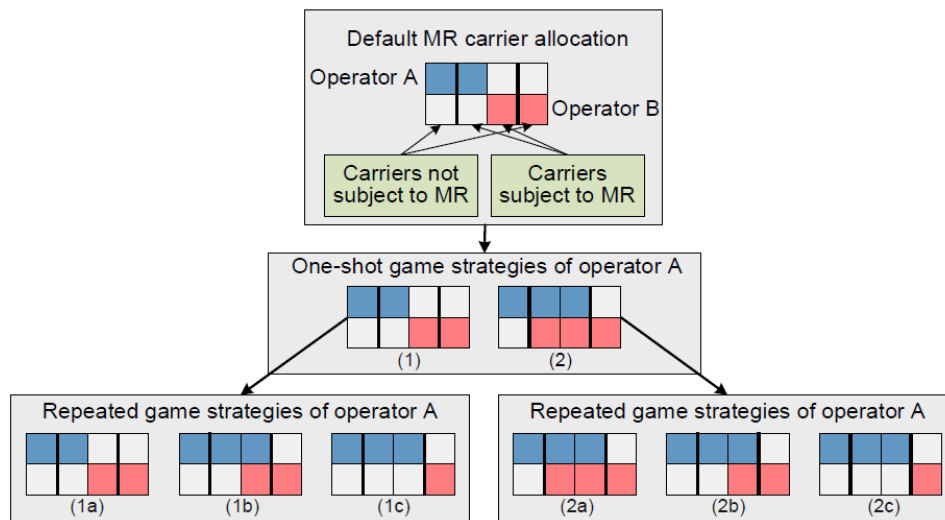 Default MR carrier allocation
Operator A
Operator B
Carriers not
subject to MR
Carriers
subject to MR
One-shot game strategies of operator A
(1)
(2)
Repeated game strategies of operator A
(1a)
(1b)
(1c)
Repeated game strategies of operator A
(2a)
(2b)
(2c)